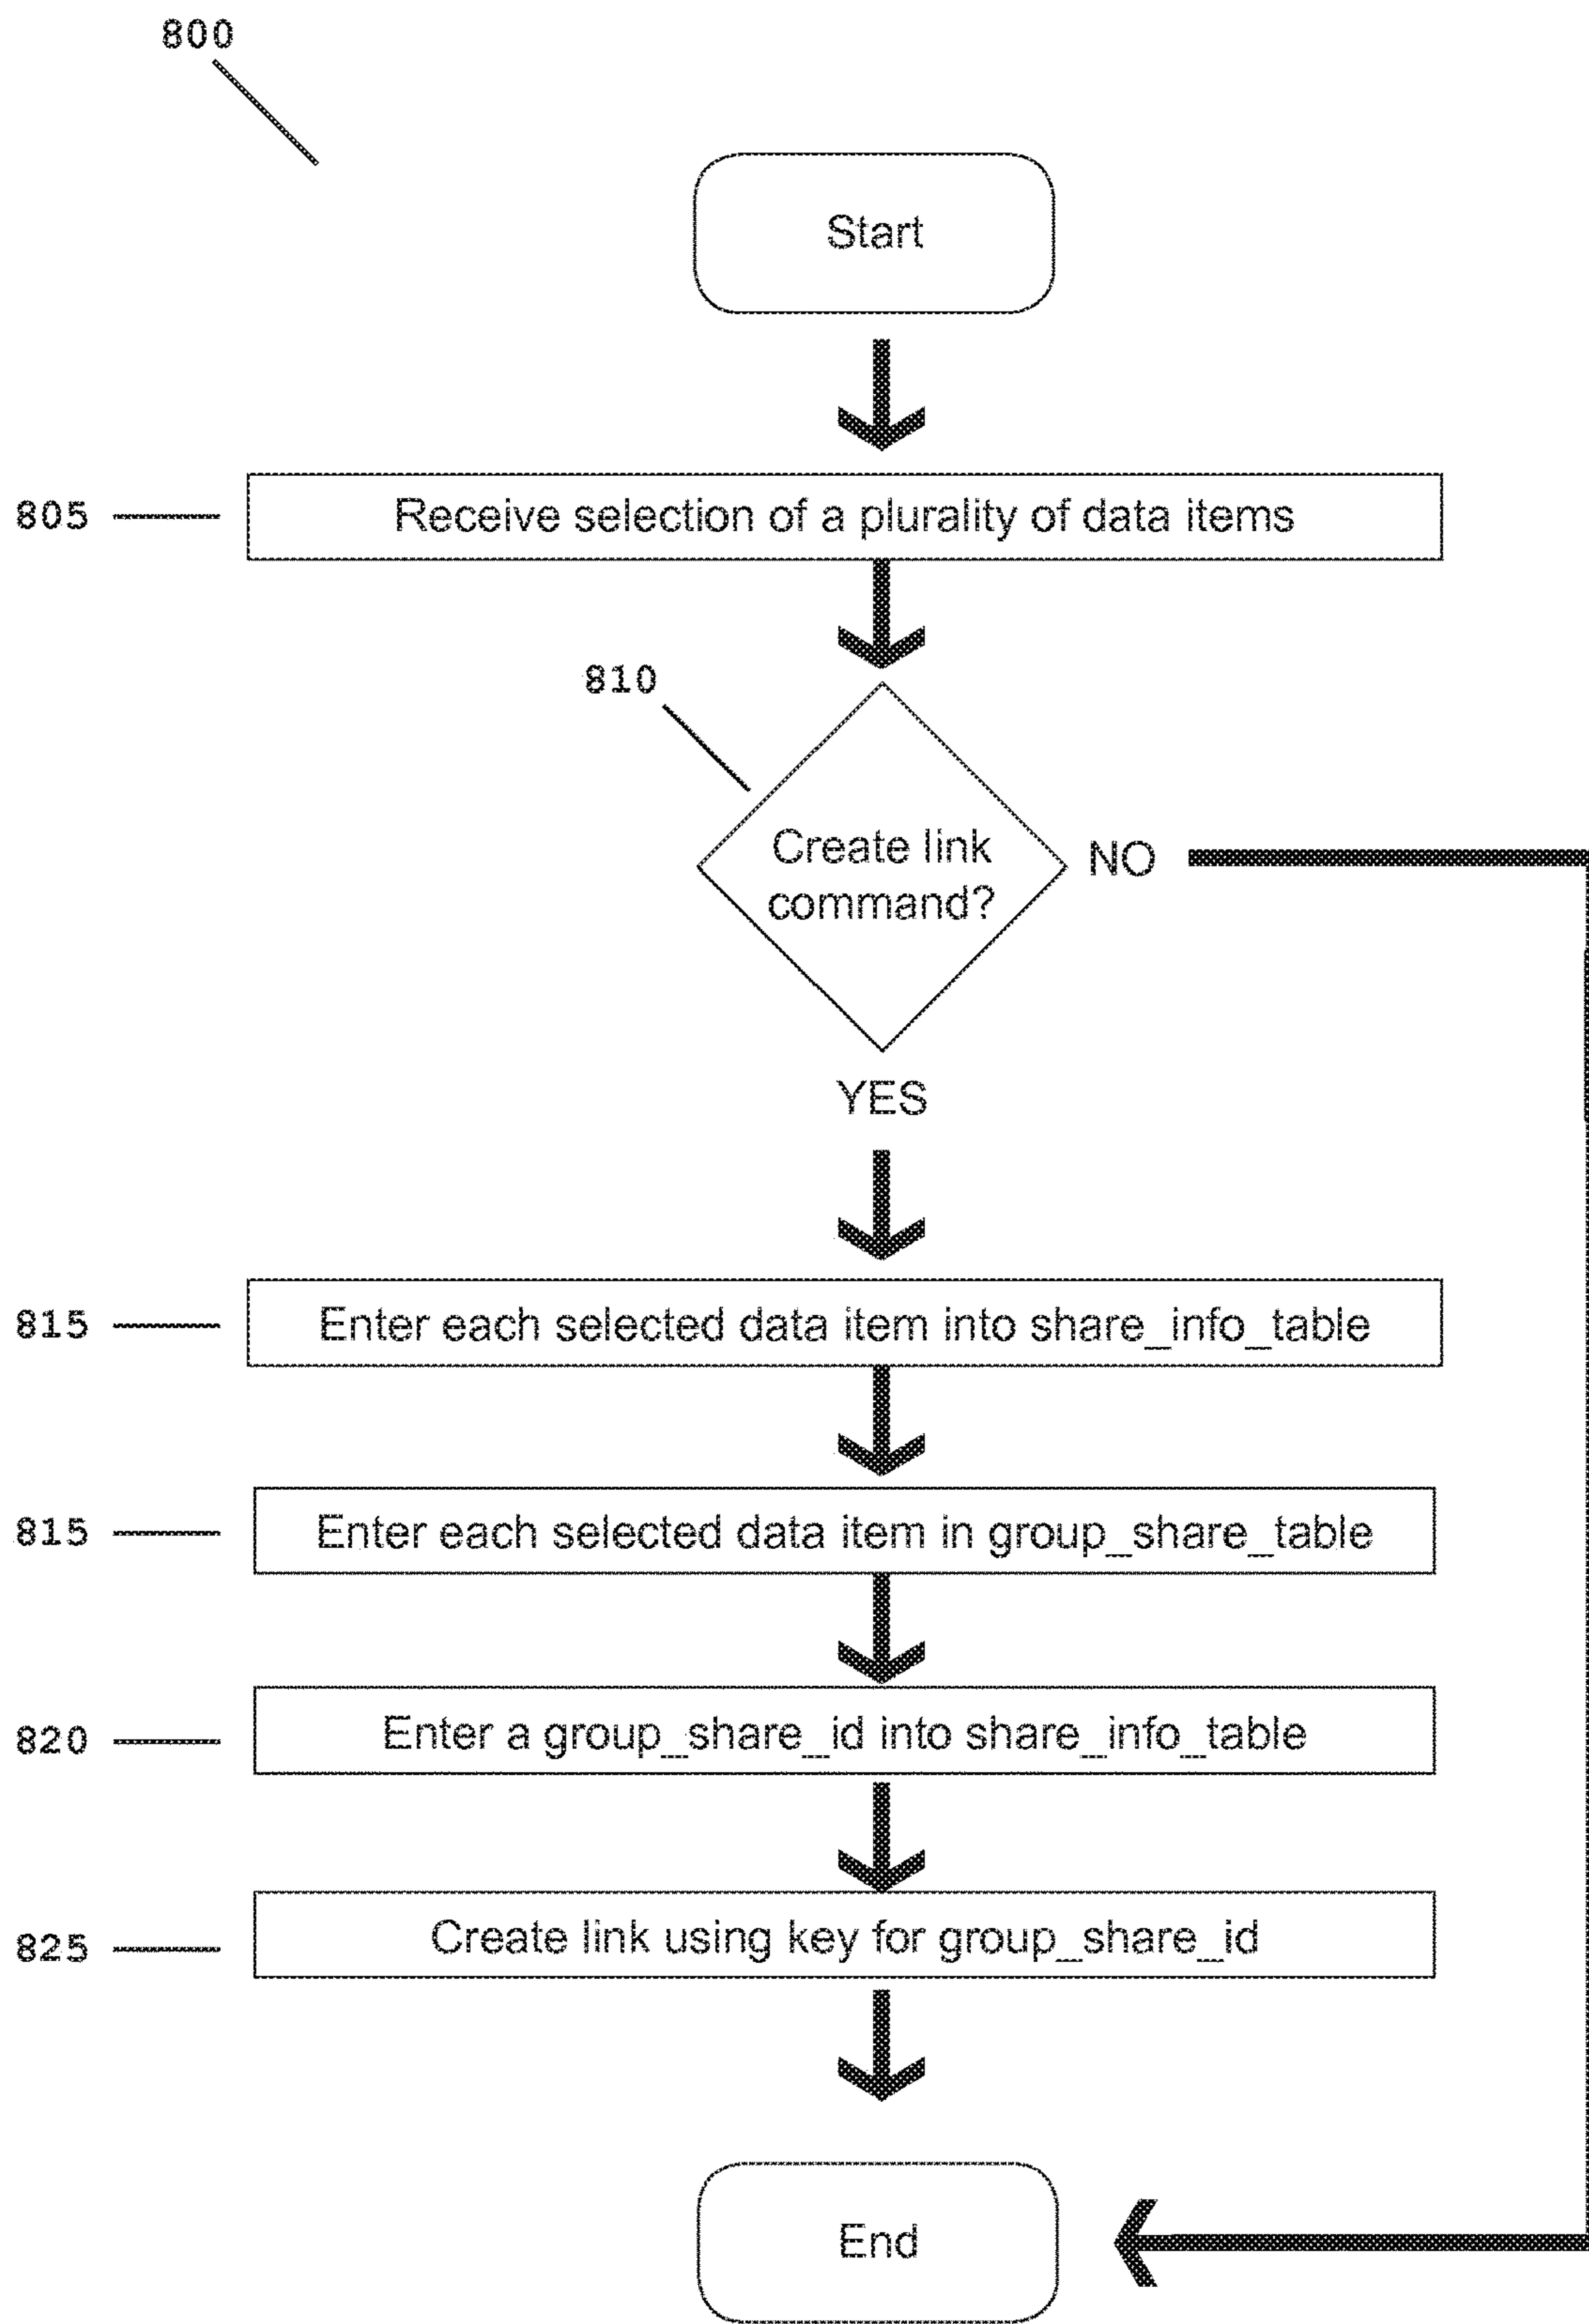 800
Start
805
Receive selection of a plurality of data items
810
Create link
command?
NO
YES
815
Enter each selected data item into share_info_table
815
Enter each selected data item in group_share_table
820
Enter a group_share_id into share_info_table
825
Create link using key for group_share_id
End